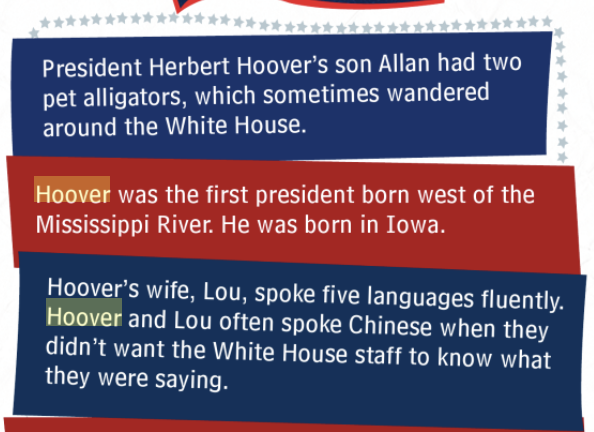 President Herbert Hoover's son Allan had two
pet alligators, which sometimes wandered
around the White House.
Hoover was the first president born west of the
Mississippi River. He was born in Iowa.
Hoover's wife, Lou, spoke five languages fluently.
Hoover and Lou often spoke Chinese when they
didn't want the White House staff to know what
they were saying.